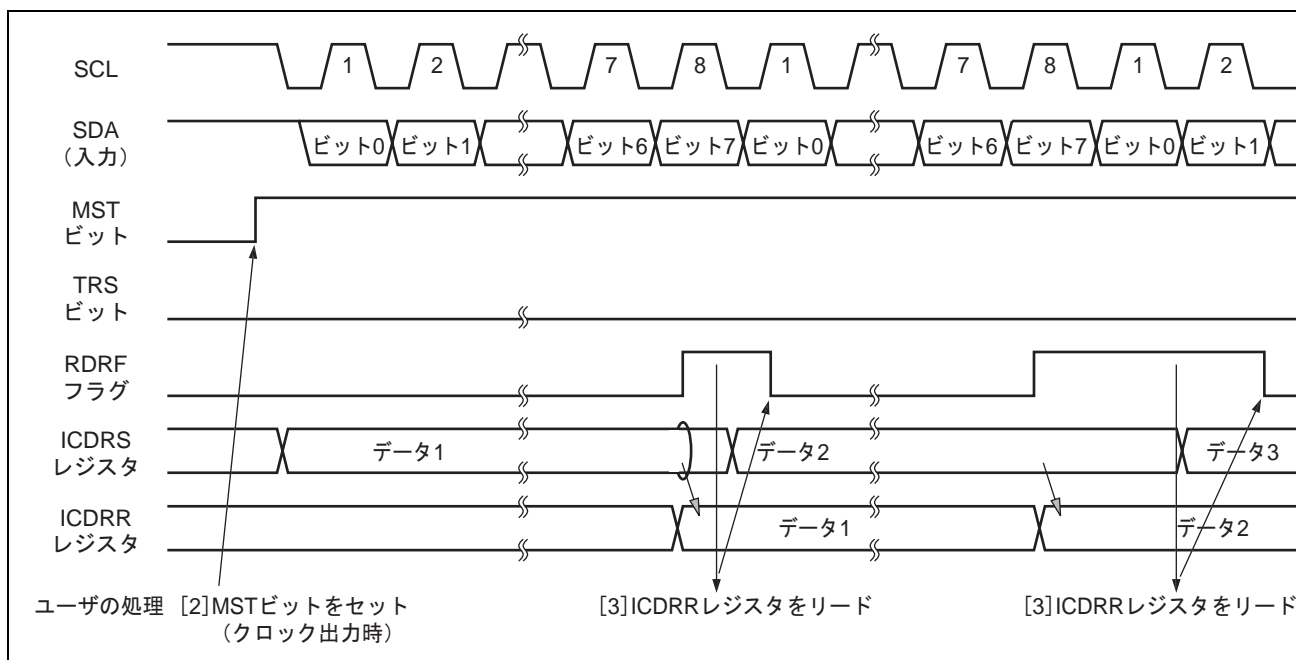 SCL
1 2 7 8 1 7 8 1 2
SDA
（入力）
ビット0 ビット1 ビット6 ビット7 ビット0 ビット6 ビット7 ビット0 ビット1
MST
ビット
TRS
ビット
RDRF
フラグ
ICDRS
レジスタ
データ1 データ2 データ3
ICDRR
レジスタ
データ1 データ2
ユーザの処理 [2]MSTビットをセット [3]ICDRRレジスタをリード [3]ICDRRレジスタをリード
（クロック出力時）